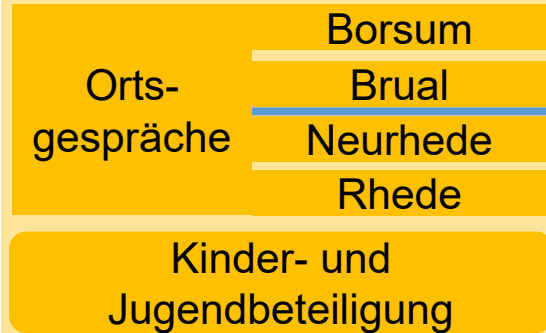 Orts-
gespräche
Borsum
Brual
Neurhede
Rhede
Kinder- und
Jugendbeteiligung